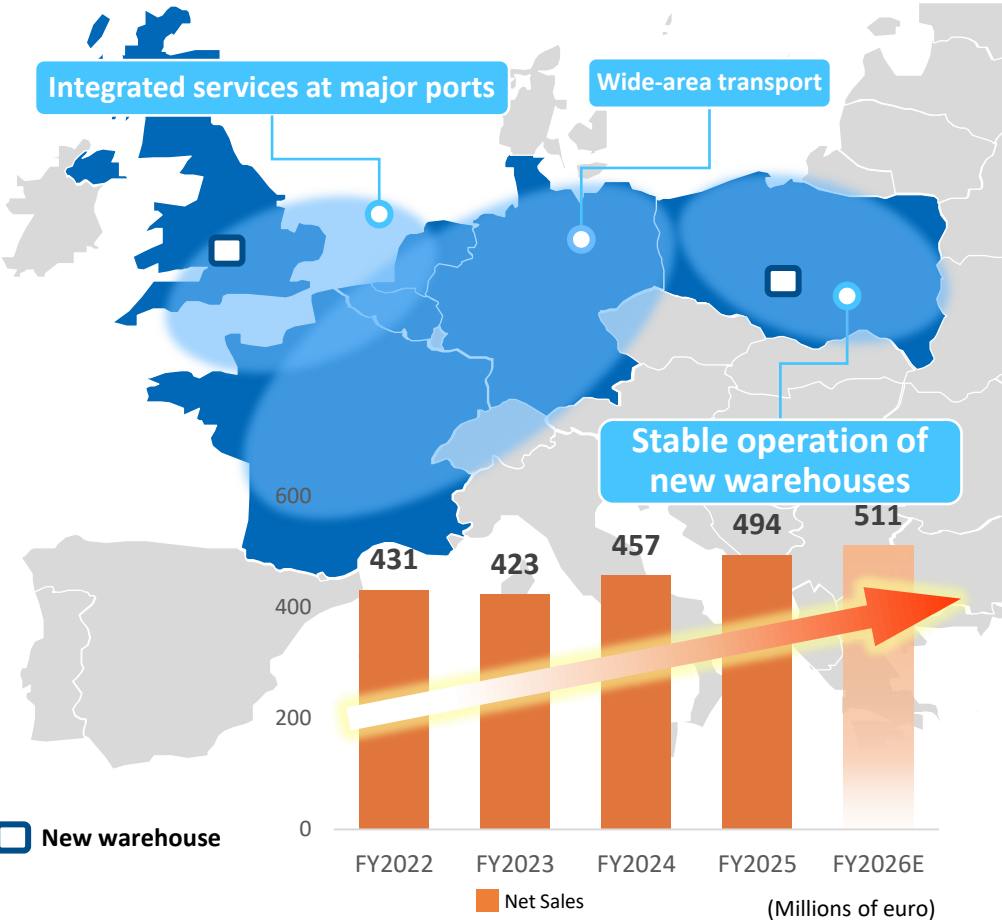 Integrated services at major ports
Wide-area transport
Stable operation of
new warehouses
600
400
200
0
431
423
457
494
511
FY2022
FY2023
FY2024
FY2025
FY2026E
New warehouse
Net Sales
(Millions of euro)